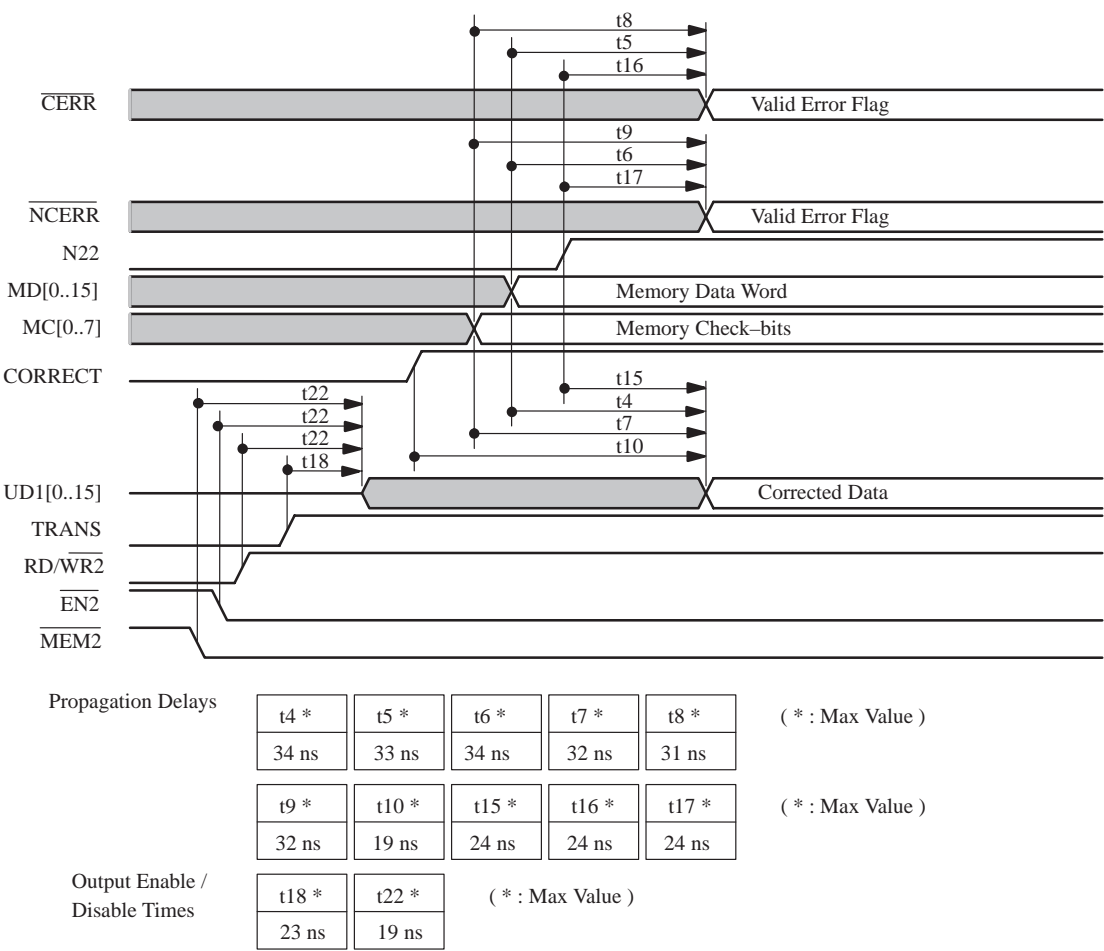 t8
t5
t16
CERR Valid Error Flag
t9
t6
t17
NCERR Valid Error Flag
N22
MD[0..15] Memory Data Word
MC[0..7] Memory Check–bits
CORRECT
t15
t22
t4
t22
t7
t22
t10
t18
UD1[0..15] Corrected Data
TRANS
RD/WR2
EN2
MEM2
Propagation Delays
t4 * t5 * t6 * t7 * t8 * ( * : Max Value )
34 ns 33 ns 34 ns 32 ns 31 ns
t9 * t10 * t15 * t16 * t17 * ( * : Max Value )
32 ns 19 ns 24 ns 24 ns 24 ns
Output Enable /
Disable Times
t18 * t22 * ( * : Max Value )
23 ns 19 ns